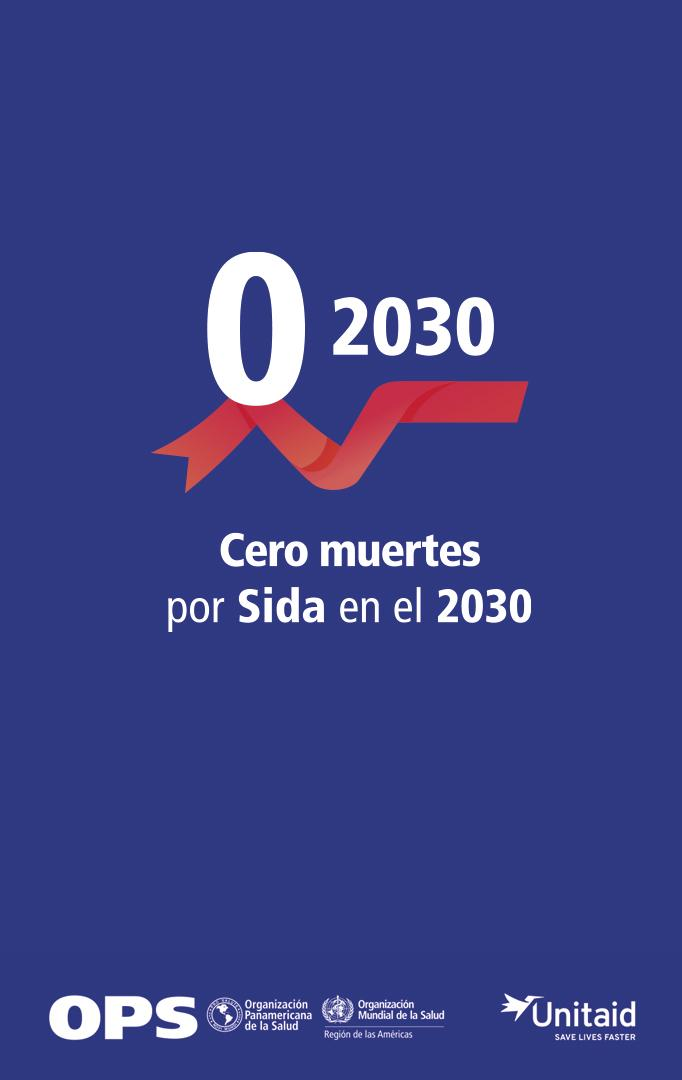 0 2030
Cero muertes
por Sida en el 2030
OPS
Organización
Panamericana
de la Salud
Organización
Mundial de la Salud
Región de las Américas
Unitaid
SAVE LIVES FASTER